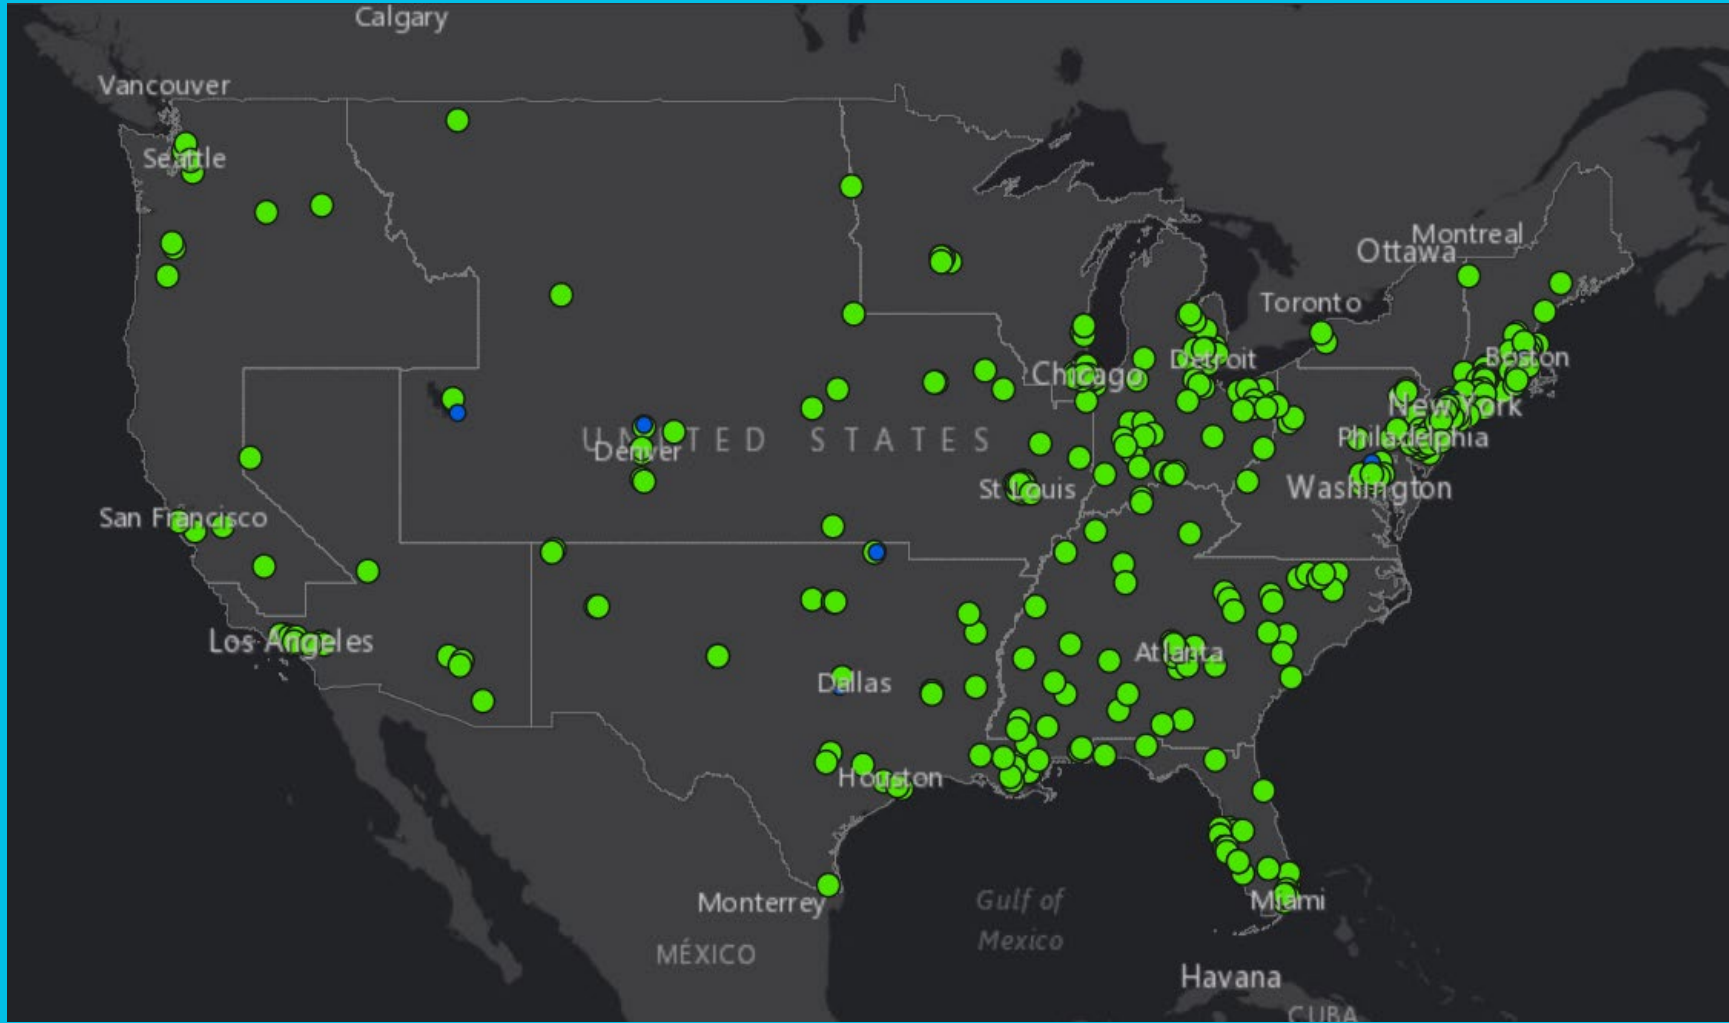 Calgary
Vancouver
Seattle
Montreal
Ottawa
Toronto
Boston
Detroit
Chicago
New York
UNITED STATES
Denver
Philadelphia
St Louis
Washington
San Francisco
Los Angeles
Atlanta
Dallas
Houston
Monterrey
Gulf of
Mexico
Miami
MÉXICO
Havana
CUBA